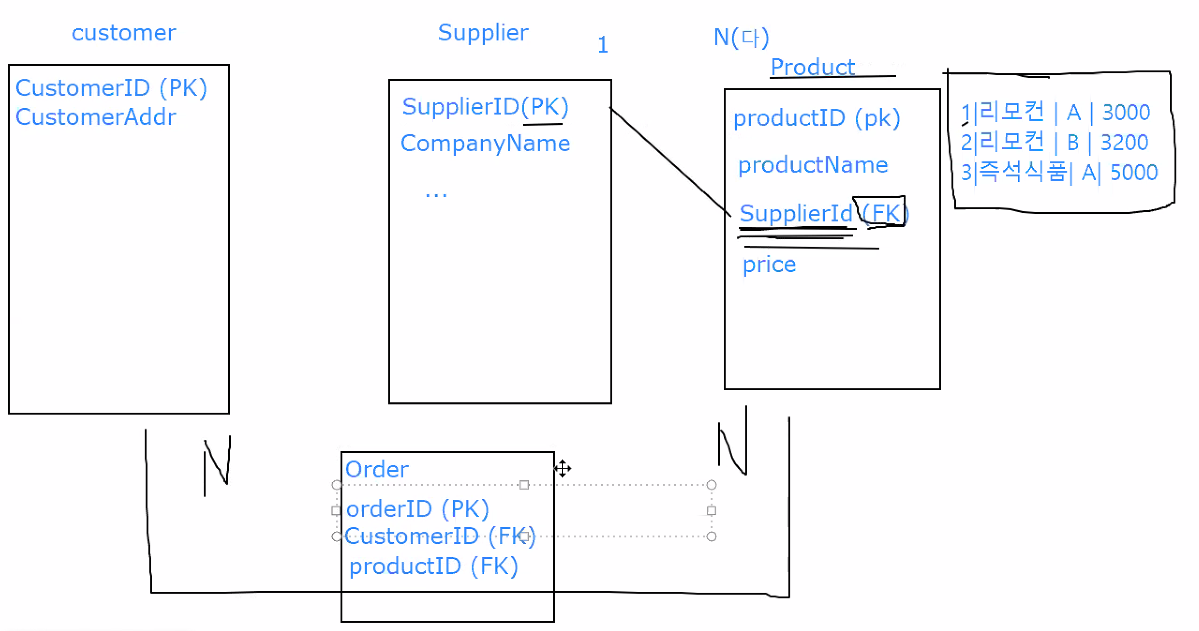 customer
CustomerID (PK)
CustomerAddr
Supplier
1
SupplierID(PK)
CompanyName
...
N(다)
Product
productID (pk)
productName
SupplierId (FK)
price
1|리모컨 | A | 3000
2|리모컨 | B | 3200
3|즉석식품| A| 5000
N
N
Order
orderID (PK)
CustomerID (FK)
productID (FK)